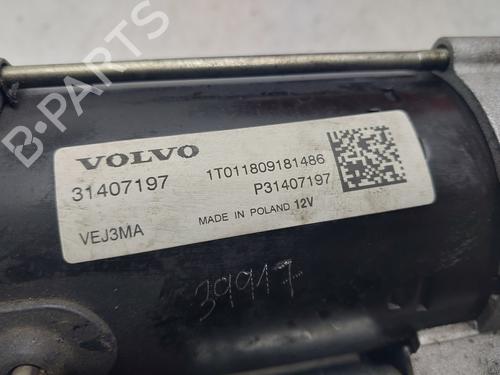 B-PARTS
VOLVO
31407197 1T011809181486
P31407197
VEJ3MA MADE IN POLAND 12V
39917